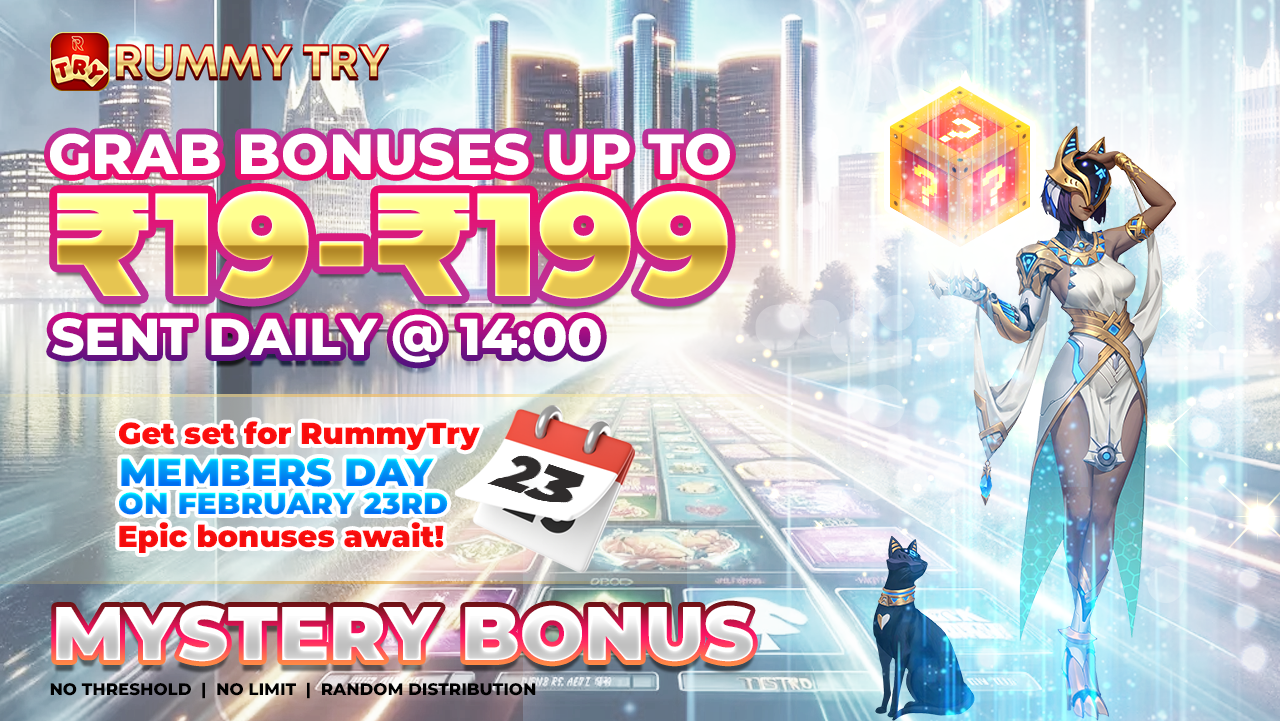 R
TRY
RUMMY TRY
GRAB BONUSES UP TO
₹19-₹199
SENT DAILY @ 14:00
Get set for RummyTry
MEMBERS DAY
ON FEBRUARY 23RD
Epic bonuses await!
23
?
? ?
MYSTERY BONUS
NO THRESHOLD | NO LIMIT | RANDOM DISTRIBUTION